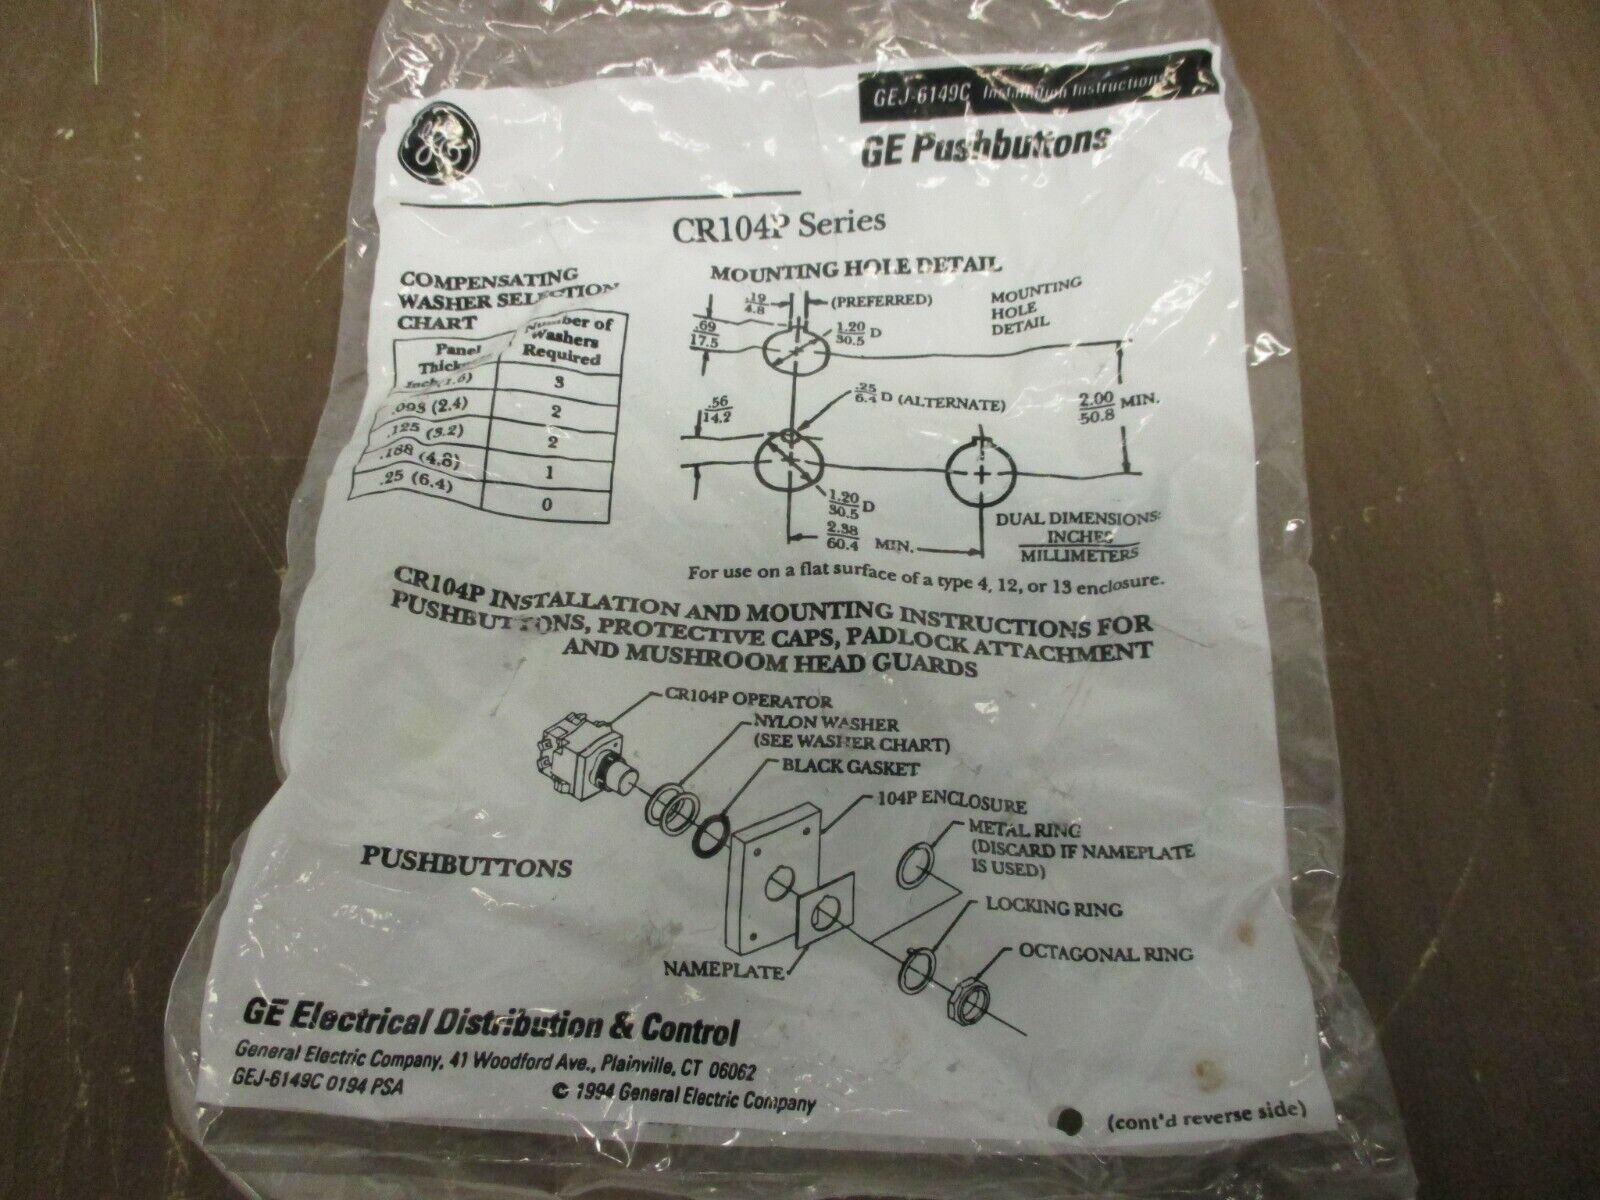 GEJ-6149C Installation Instructions
GE Pushbuttons
CR104P Series
COMPENSATING
WASHER SELECTION
CHART
Panel
Thick
Inch
Number of
Washers
Required
1.6) 3
.093 (2.4) 2
.125 (3.2) 2
.188 (4.8) 1
.25 (6.4) 0
MOUNTING HOLE DETAIL
.19
4.8
(PREFERRED)
MOUNTING
HOLE
DETAIL
.69
17.5
1.20
30.5
D
.25
6.4
D (ALTERNATE)
.56
14.2
2.00
50.8
MIN.
1.20
30.5
D
2.38
60.4
MIN.
DUAL DIMENSIONS:
INCHES
MILLIMETERS
For use on a flat surface of a type 4, 12, or 13 enclosure.
CR104P INSTALLATION AND MOUNTING INSTRUCTIONS FOR
PUSHBUTTONS, PROTECTIVE CAPS, PADLOCK ATTACHMENT
AND MUSHROOM HEAD GUARDS
CR104P OPERATOR
NYLON WASHER
(SEE WASHER CHART)
BLACK GASKET
104P ENCLOSURE
METAL RING
(DISCARD IF NAMEPLATE
IS USED)
LOCKING RING
OCTAGONAL RING
PUSHBUTTONS
NAMEPLATE
GE Electrical Distribution & Control
General Electric Company, 41 Woodford Ave., Plainville, CT 06062
GEJ-6149C 0194 PSA © 1994 General Electric Company
(cont'd reverse side)